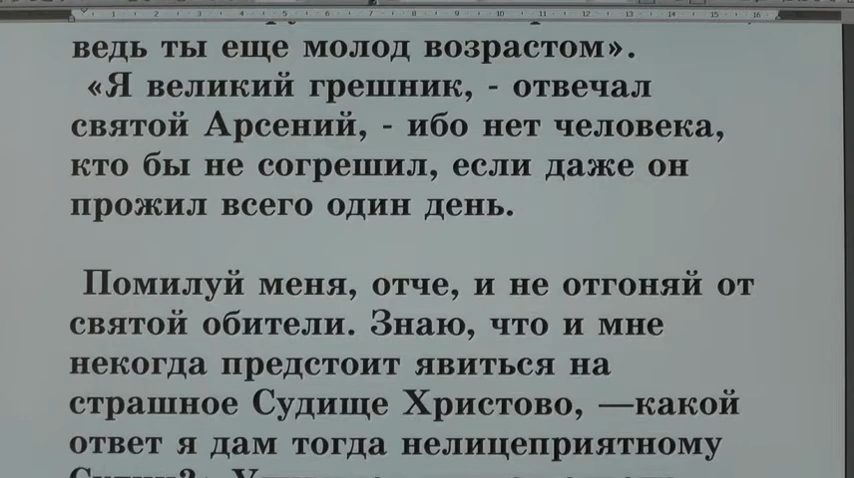 ведь ты еще молод возрастом».
«Я великий грешник, - отвечал
святой Арсений, - ибо нет человека,
кто бы не согрешил, если даже он
прожил всего один день.
Помилуй меня, отче, и не отгоняй от
святой обители. Знаю, что и мне
некогда предстоит явиться на
страшное Судище Христово, —какой
ответ я дам тогда нелицеприятному